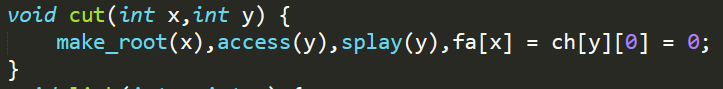 void cut(int x,int y) {
make_root(x),access(y),splay(y),fa[x] = ch[y][0] = 0;
}